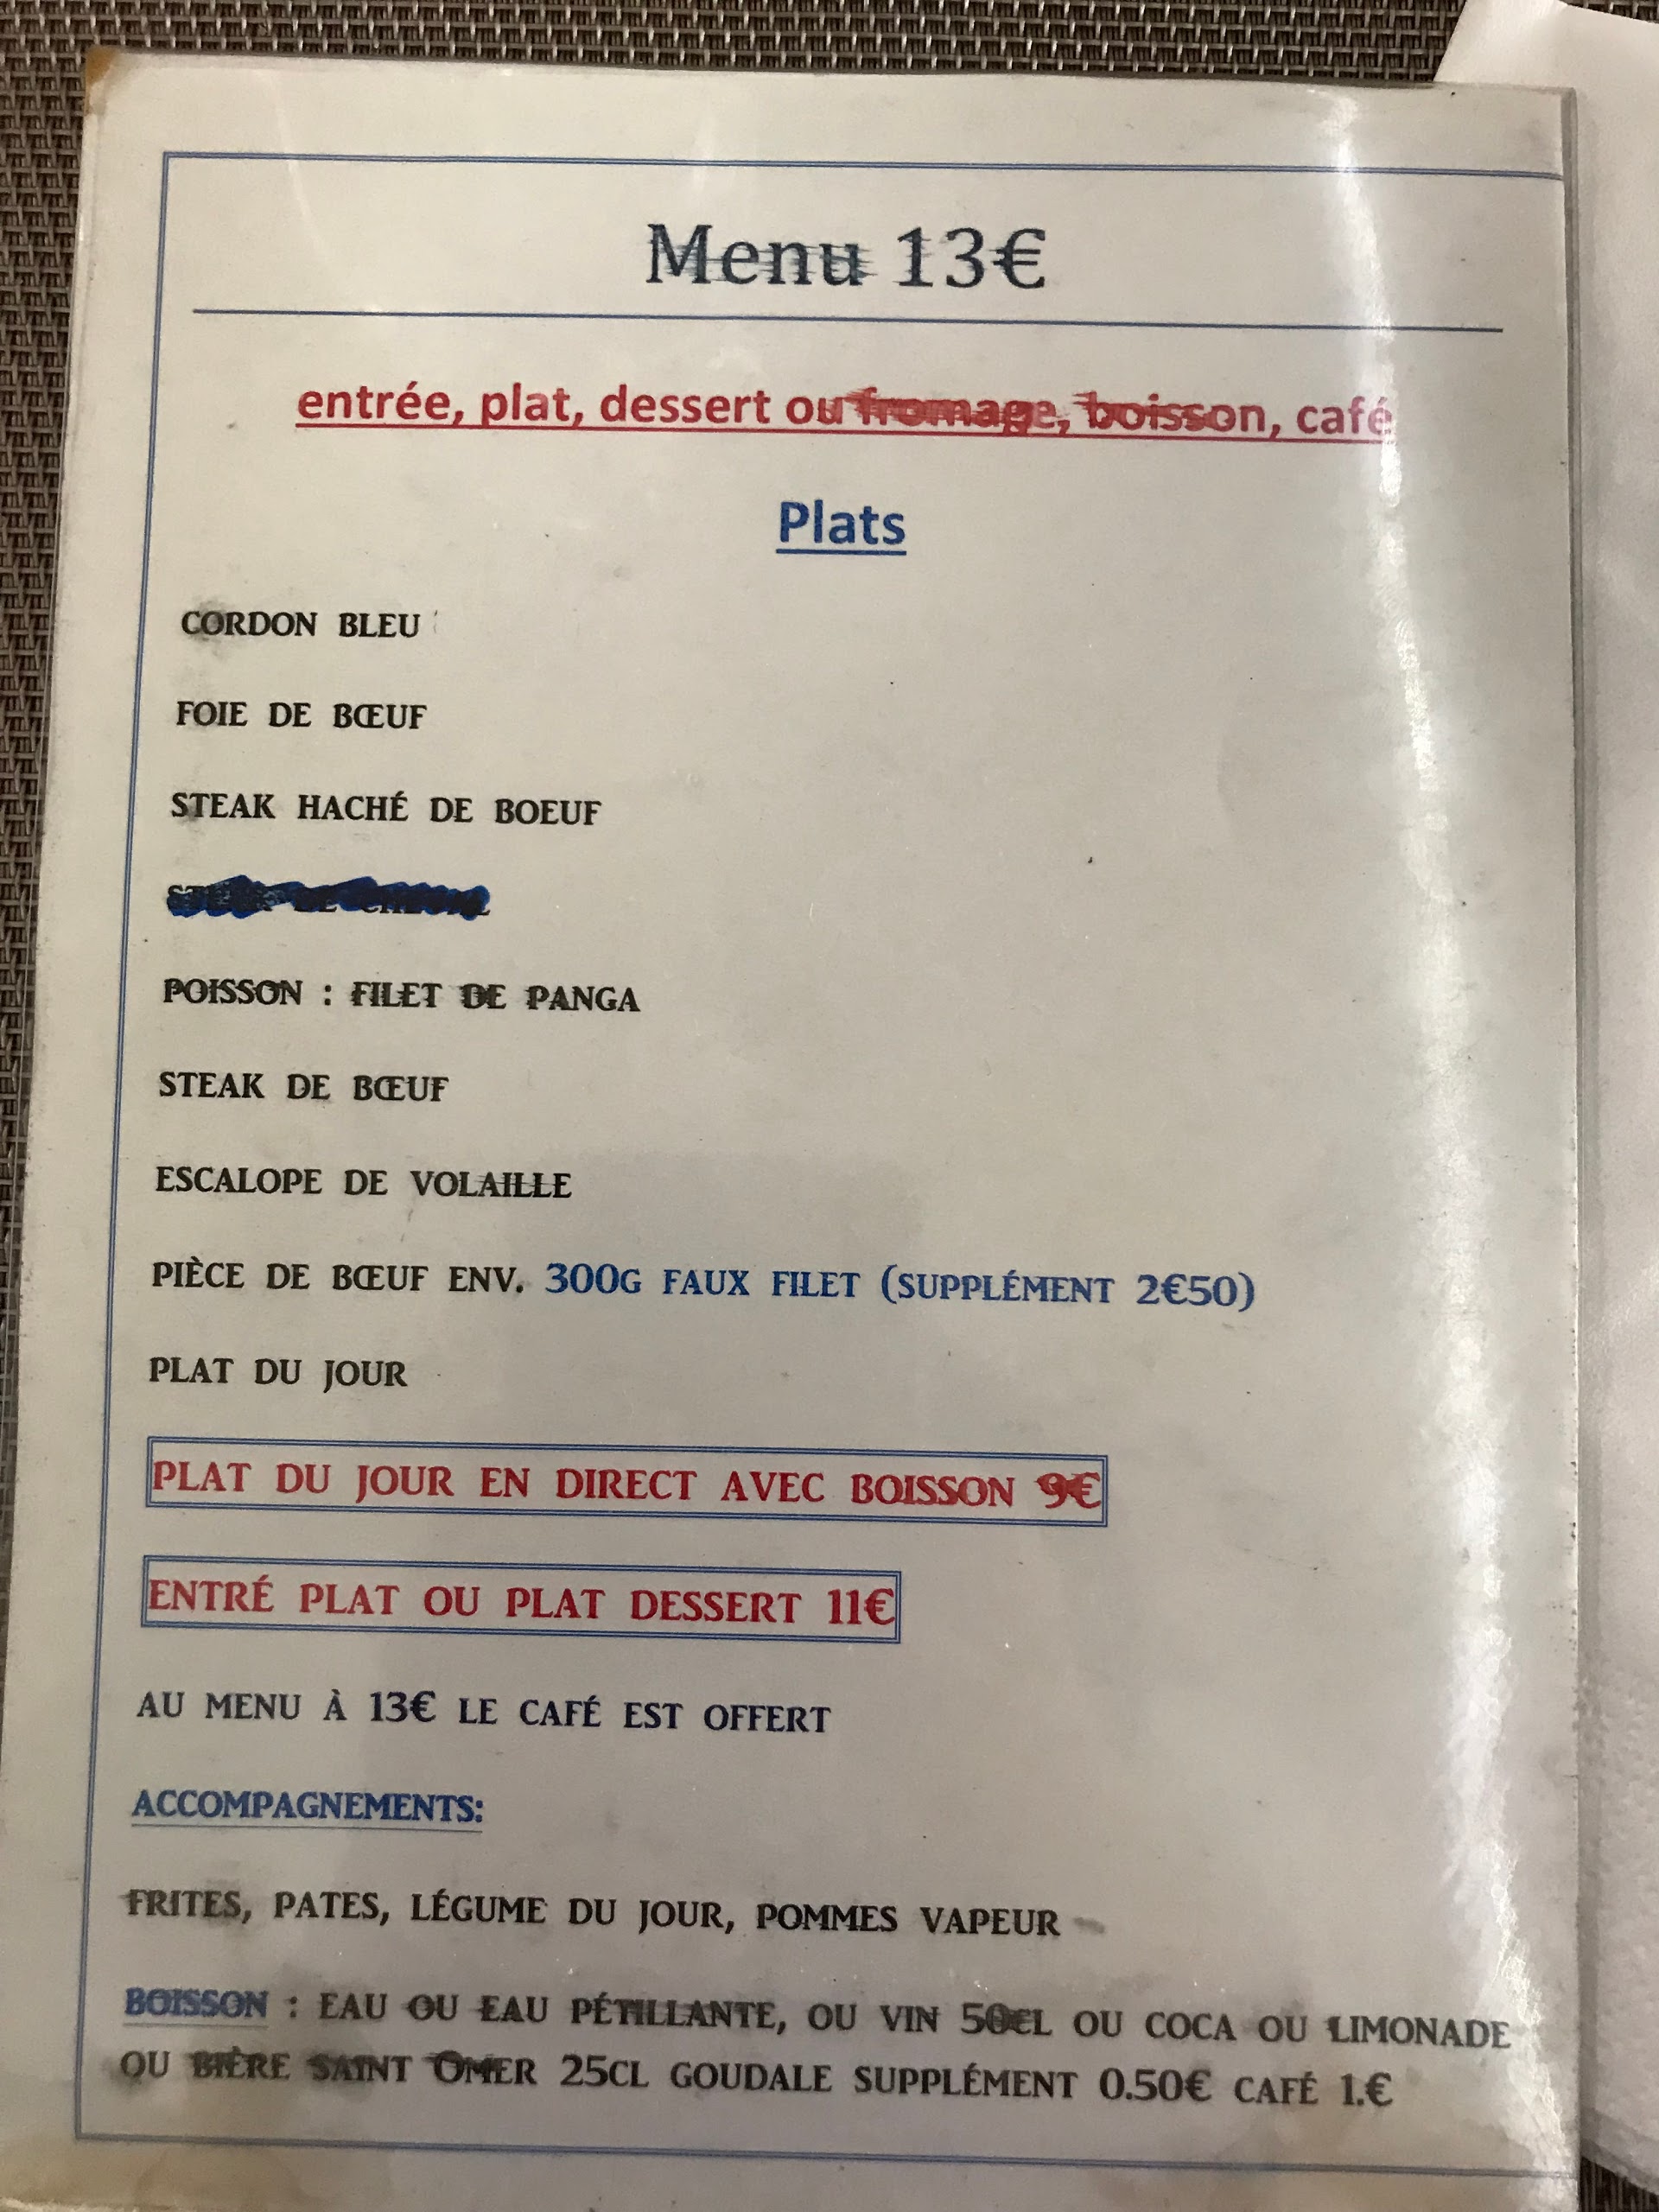 Menu 13€
entrée, plat, dessert ou fromage, boisson, café
Plats
CORDON BLEU
FOIE DE BŒUF
STEAK HACHÉ DE BOEUF
POISSON : FILET DE PANGA
STEAK DE BŒUF
ESCALOPE DE VOLAILLE
PIÈCE DE BŒUF ENV. 300G FAUX FILET (SUPPLÉMENT 2€50)
PLAT DU JOUR
PLAT DU JOUR EN DIRECT AVEC BOISSON 9€
ENTRÉ PLAT OU PLAT DESSERT 11€
AU MENU À 13€ LE CAFÉ EST OFFERT
ACCOMPAGNEMENTS:
FRITES, PATES, LÉGUME DU JOUR, POMMES VAPEUR
BOISSON : EAU OU EAU PÉTILLANTE, OU VIN 50CL OU COCA OU LIMONADE
OU BIÈRE SAINT OMER 25CL GOUDALE SUPPLÉMENT 0.50€ CAFÉ 1.€